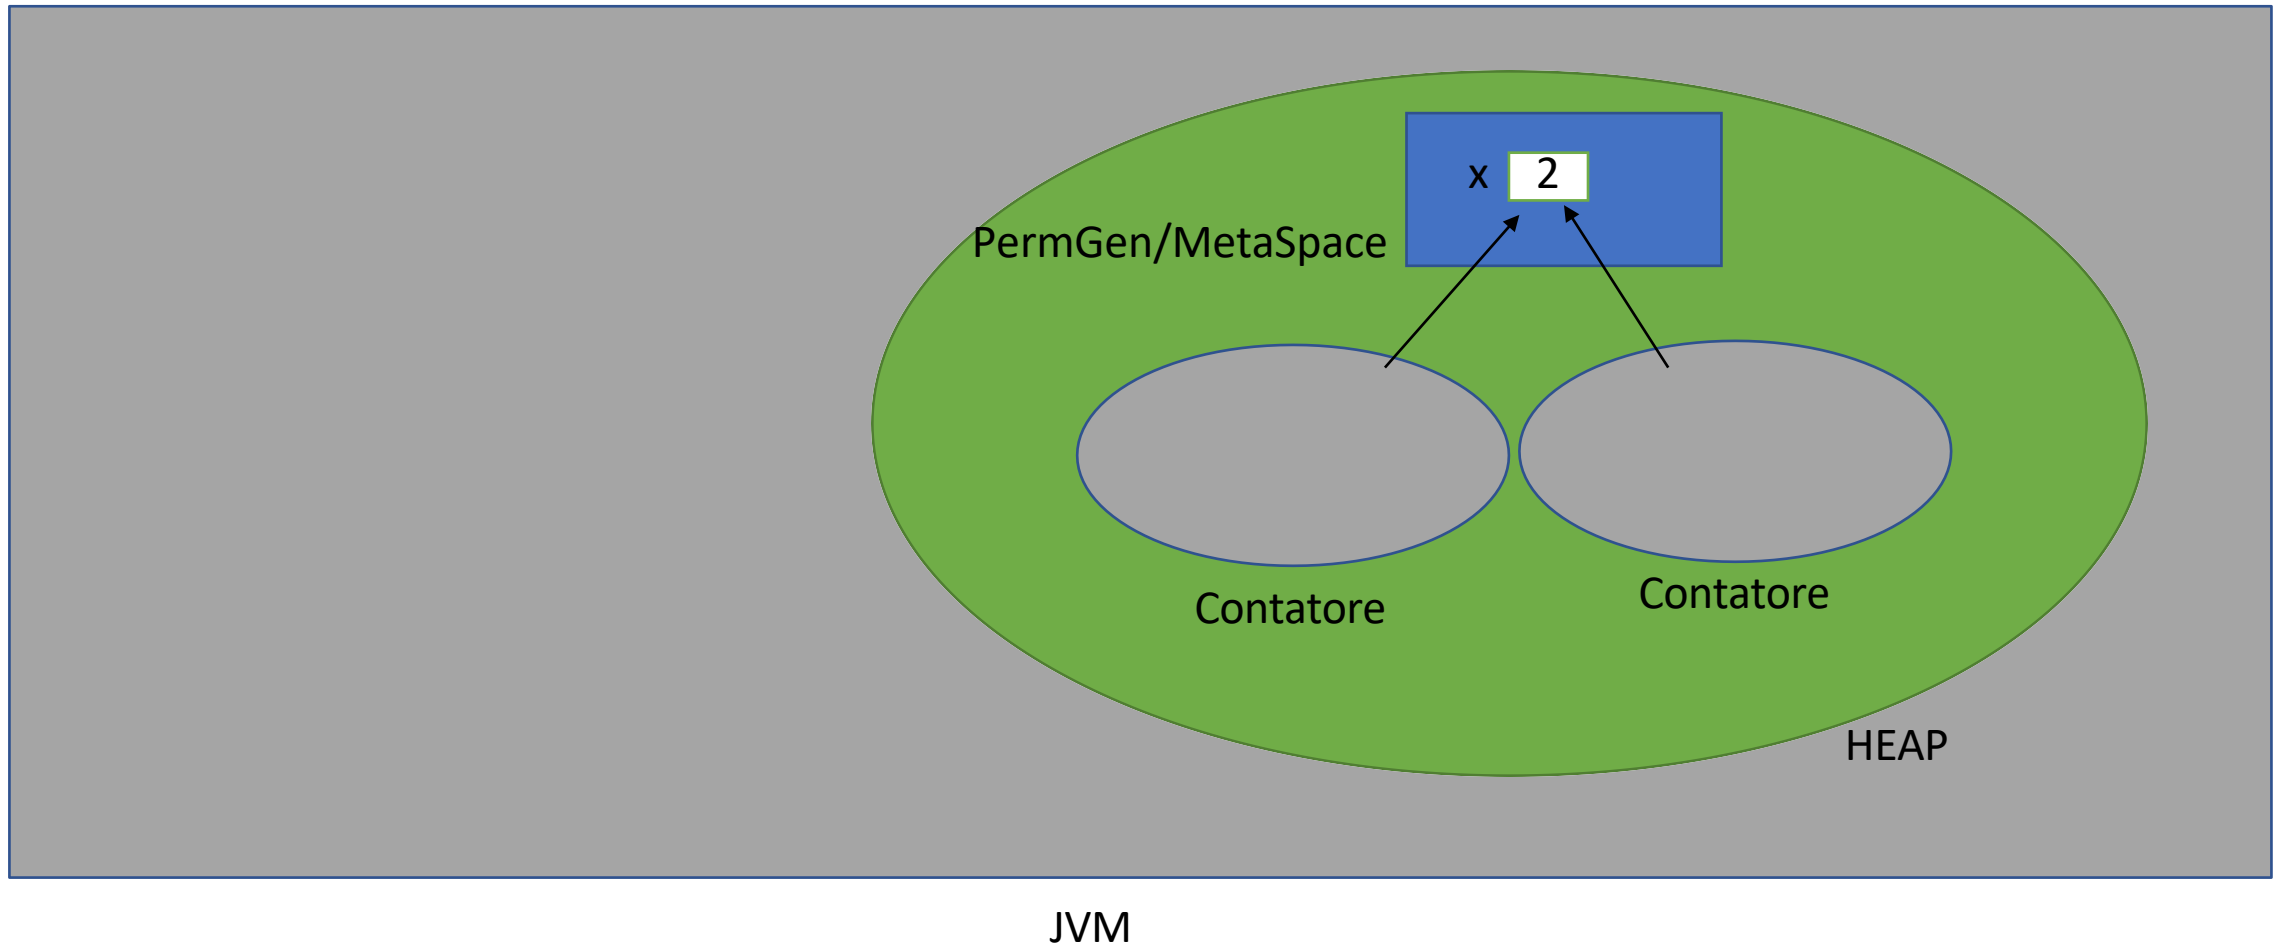 x 2
PermGen/MetaSpace
Contatore
Contatore
HEAP
JVM